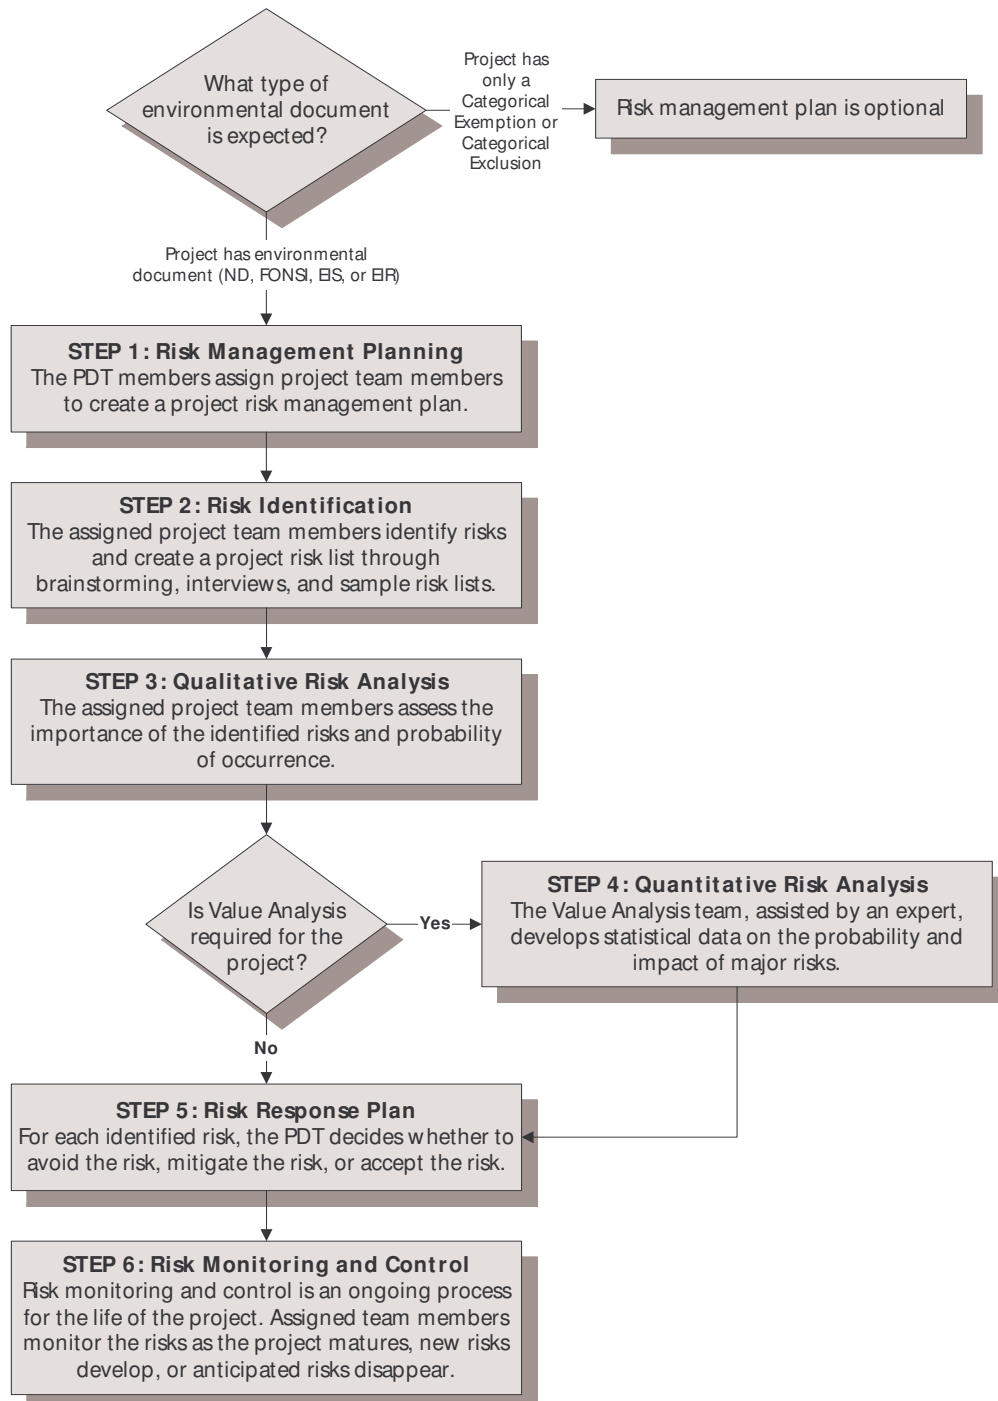 What type of
environmental document
is expected?
Project has
only a
Categorical
Exemption or
Categorical
Exclusion
Risk management plan is optional
Project has environmental
document (ND, FONSI, EIS, or EIR)
STEP 1: Risk Management Planning
The PDT members assign project team members
to create a project risk management plan.
STEP 2: Risk Identification
The assigned project team members identify risks
and create a project risk list through
brainstorming, interviews, and sample risk lists.
STEP 3: Qualitative Risk Analysis
The assigned project team members assess the
importance of the identified risks and probability
of occurrence.
Is Value Analysis
required for the
project?
Yes
STEP 4: Quantitative Risk Analysis
The Value Analysis team, assisted by an expert,
develops statistical data on the probability and
impact of major risks.
No
STEP 5: Risk Response Plan
For each identified risk, the PDT decides whether to
avoid the risk, mitigate the risk, or accept the risk.
STEP 6: Risk Monitoring and Control
Risk monitoring and control is an ongoing process
for the life of the project. Assigned team members
monitor the risks as the project matures, new risks
develop, or anticipated risks disappear.